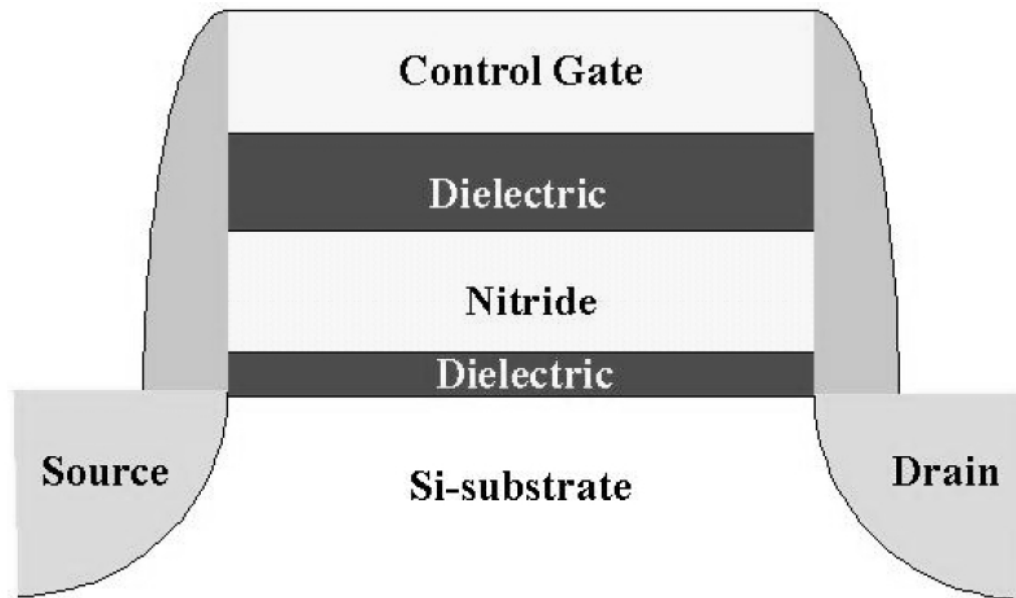 Control Gate
Dielectric
Nitride
Dielectric
Source
Si-substrate
Drain